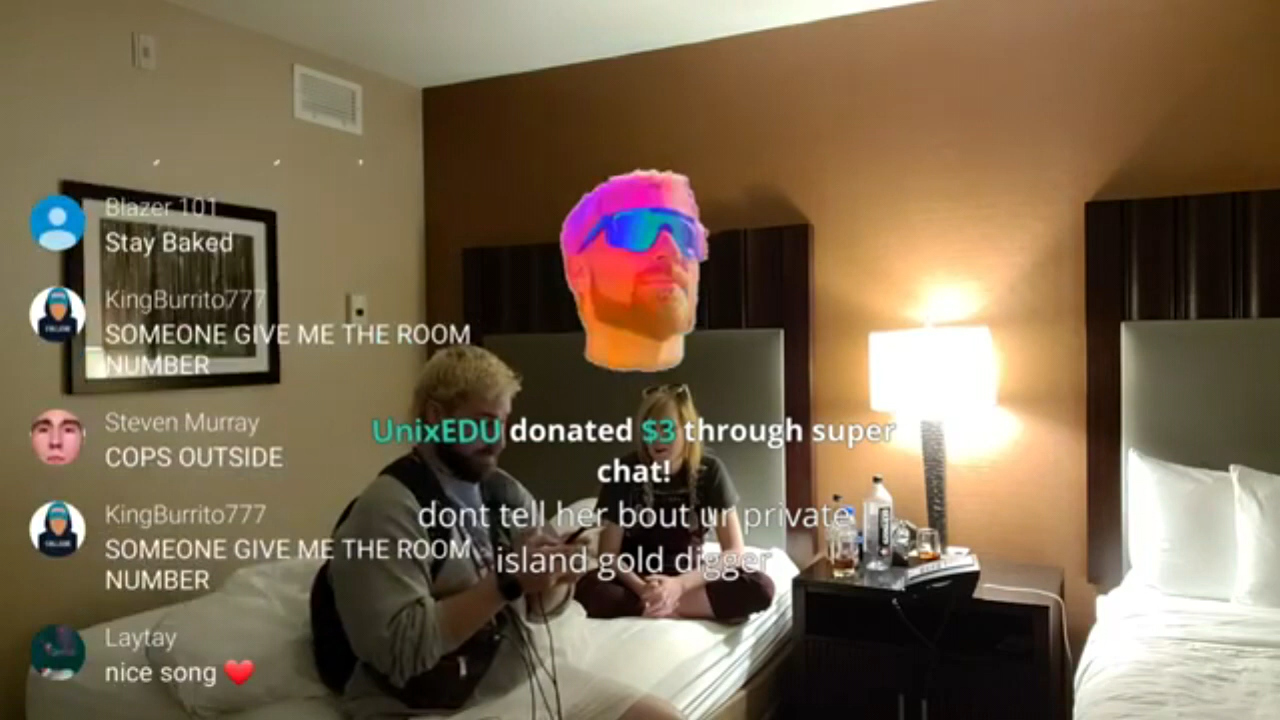 Blazer 101
Stay Baked
KingBurrito777
SOMEONE GIVE ME THE ROOM
NUMBER
Steven Murray
COPS OUTSIDE
KingBurrito777
SOMEONE GIVE ME THE ROOM
NUMBER
Laytay
nice song ❤️
UnixEDU donated $3 through super
chat!
dont tell her bout ur private
island gold digger